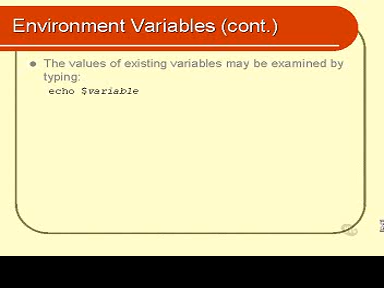 Environment Variables (cont.)
The values of existing variables may be examined by
typing:
echo $variable